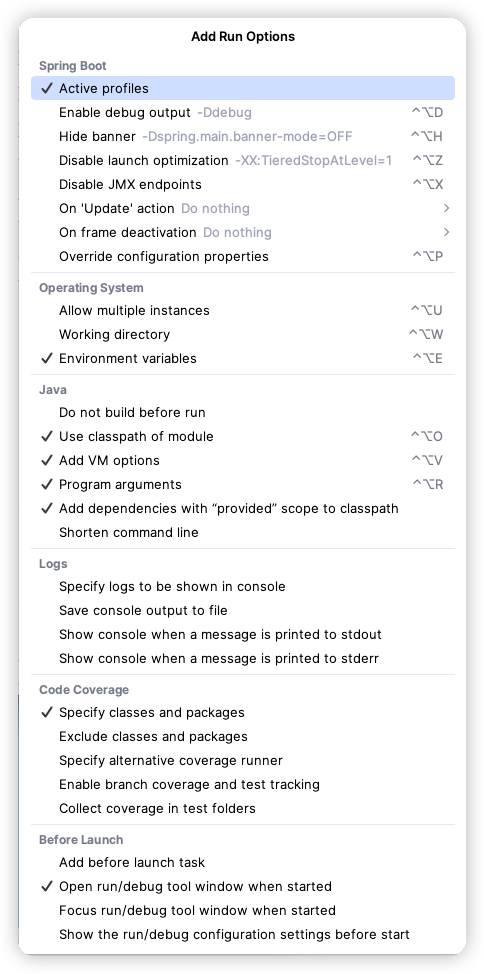 Add Run Options
Spring Boot
✓ Active profiles
Enable debug output -Ddebug ⌃⌥D
Hide banner -Dspring.main.banner-mode=OFF ⌃⌥H
Disable launch optimization -XX:TieredStopAtLevel=1 ⌃⌥Z
Disable JMX endpoints ⌃⌥X
On 'Update' action Do nothing >
On frame deactivation Do nothing >
Override configuration properties ⌃⌥P
Operating System
Allow multiple instances ⌃⌥U
Working directory ⌃⌥W
✓ Environment variables ⌃⌥E
Java
Do not build before run
✓ Use classpath of module ⌃⌥O
✓ Add VM options ⌃⌥V
✓ Program arguments ⌃⌥R
✓ Add dependencies with “provided” scope to classpath
Shorten command line
Logs
Specify logs to be shown in console
Save console output to file
Show console when a message is printed to stdout
Show console when a message is printed to stderr
Code Coverage
✓ Specify classes and packages
Exclude classes and packages
Specify alternative coverage runner
Enable branch coverage and test tracking
Collect coverage in test folders
Before Launch
Add before launch task
✓ Open run/debug tool window when started
Focus run/debug tool window when started
Show the run/debug configuration settings before start